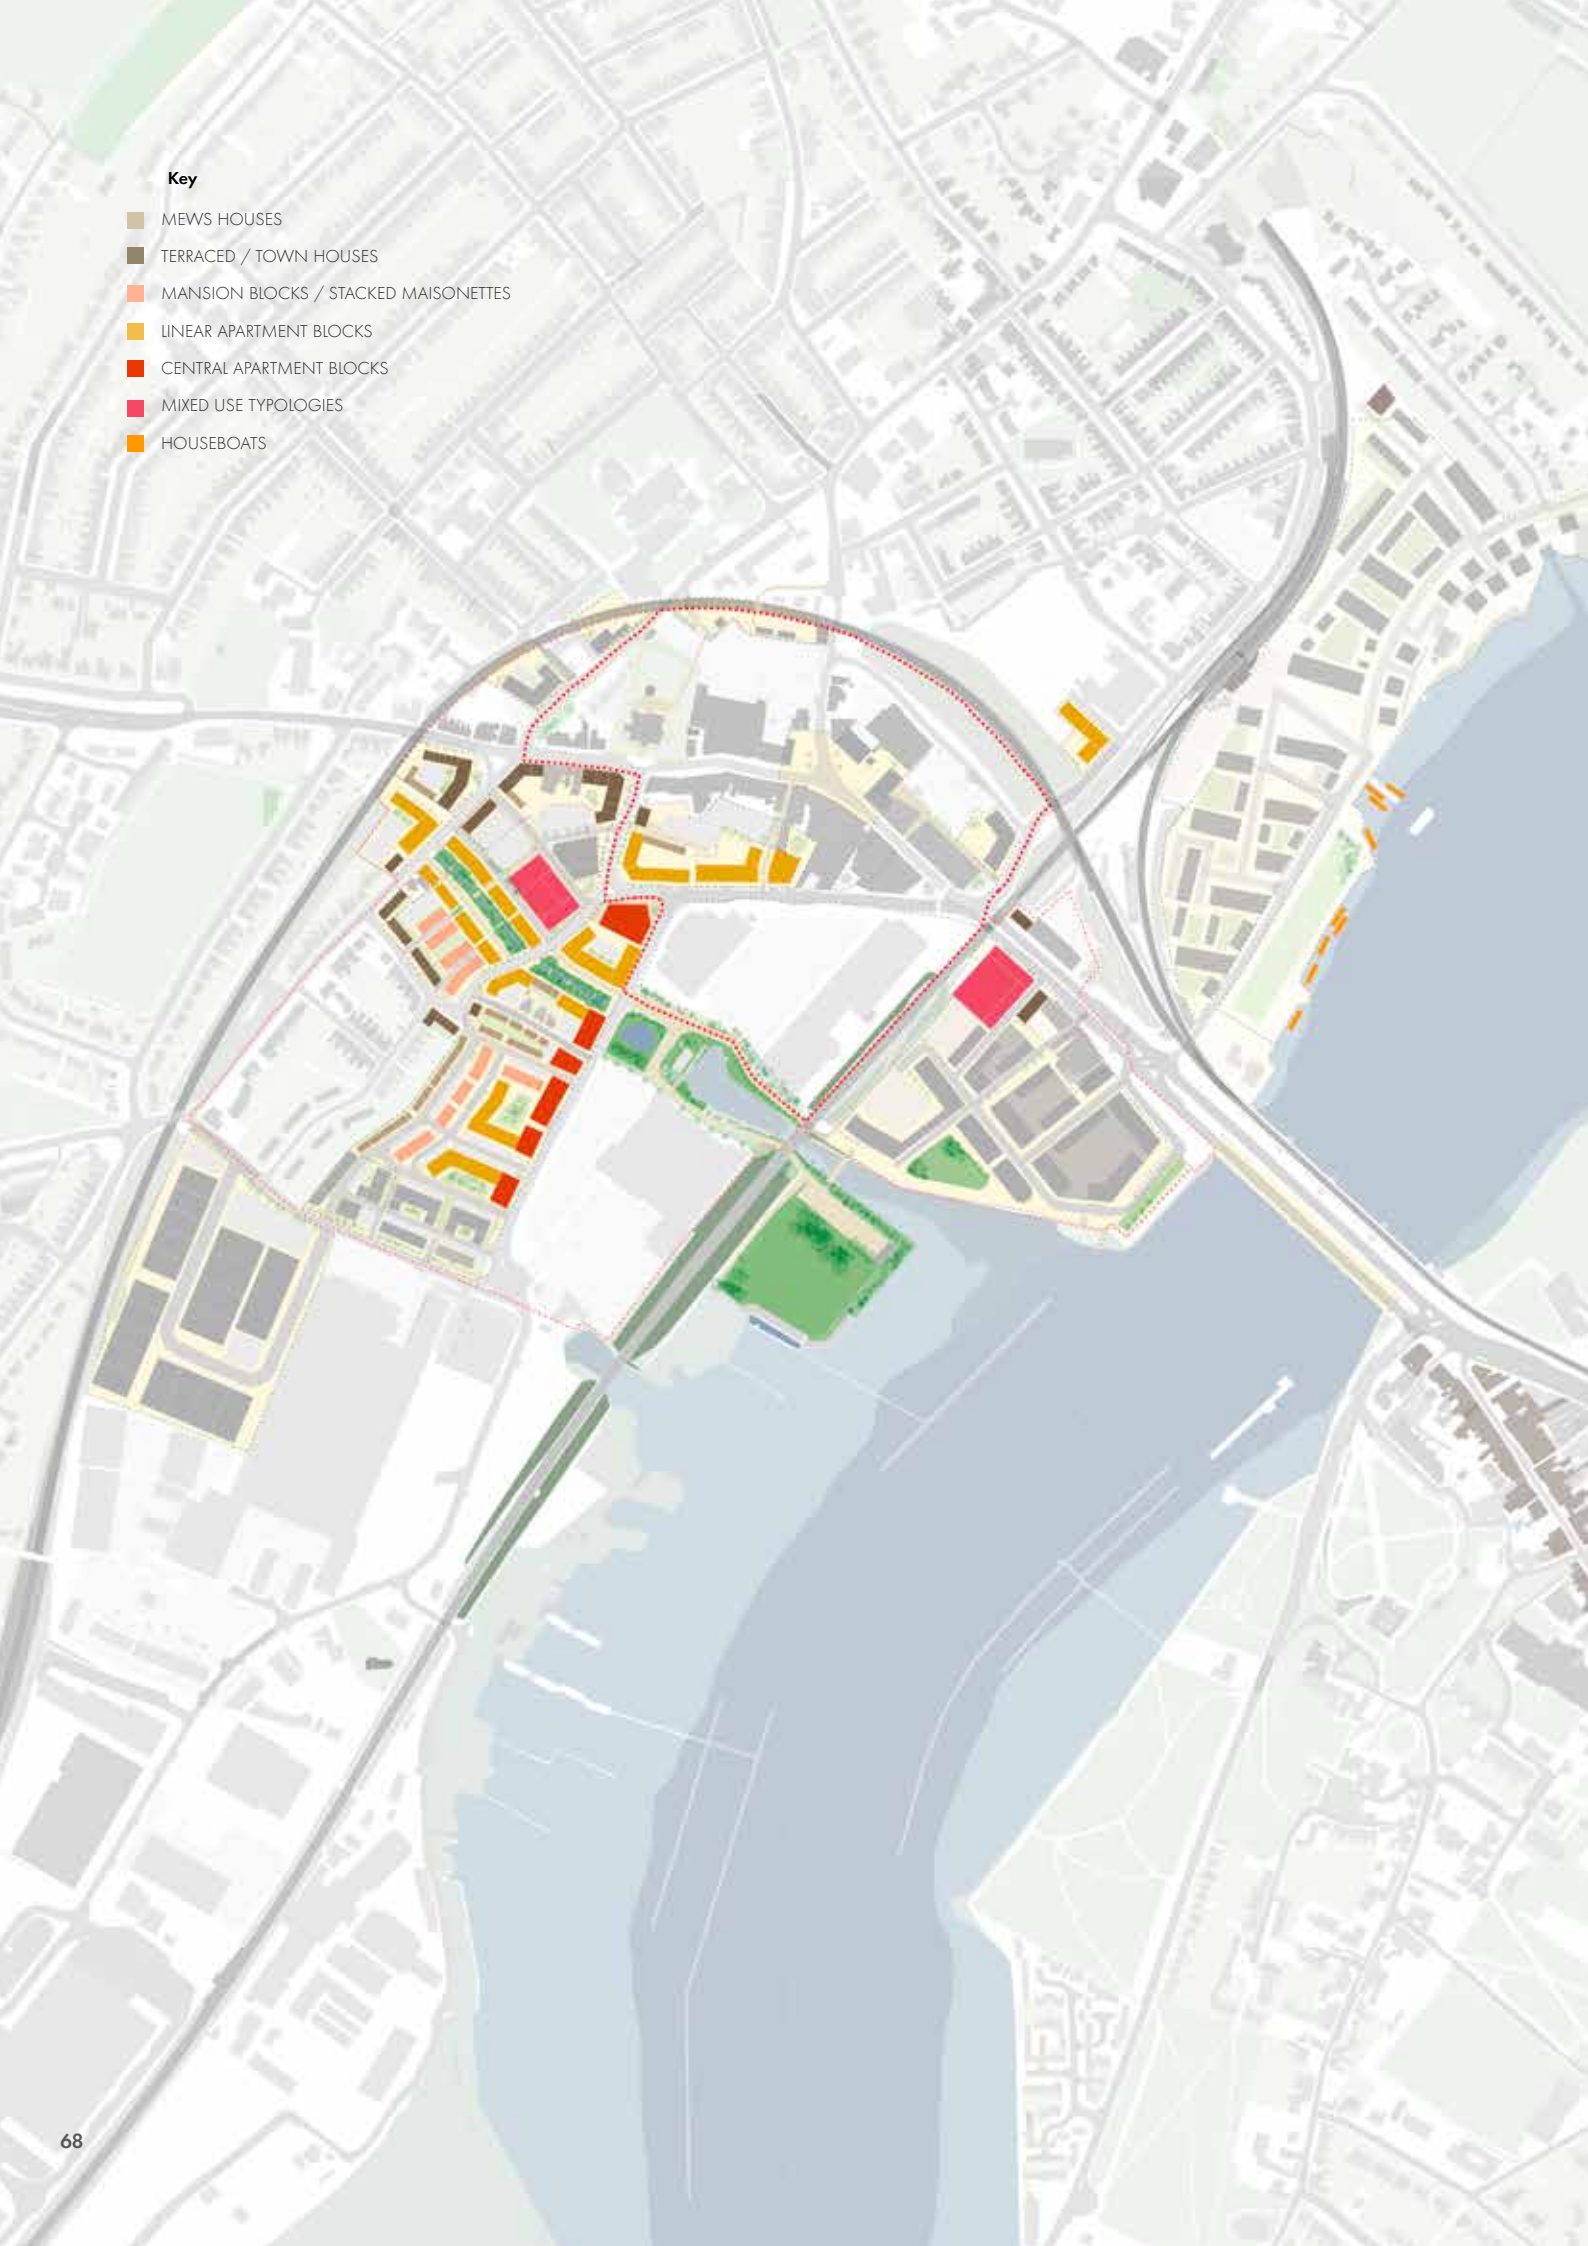 Key
MEWS HOUSES
TERRACED / TOWN HOUSES
MANSION BLOCKS / STACKED MAISONETTES
LINEAR APARTMENT BLOCKS
CENTRAL APARTMENT BLOCKS
MIXED USE TYPOLOGIES
HOUSEBOATS
68